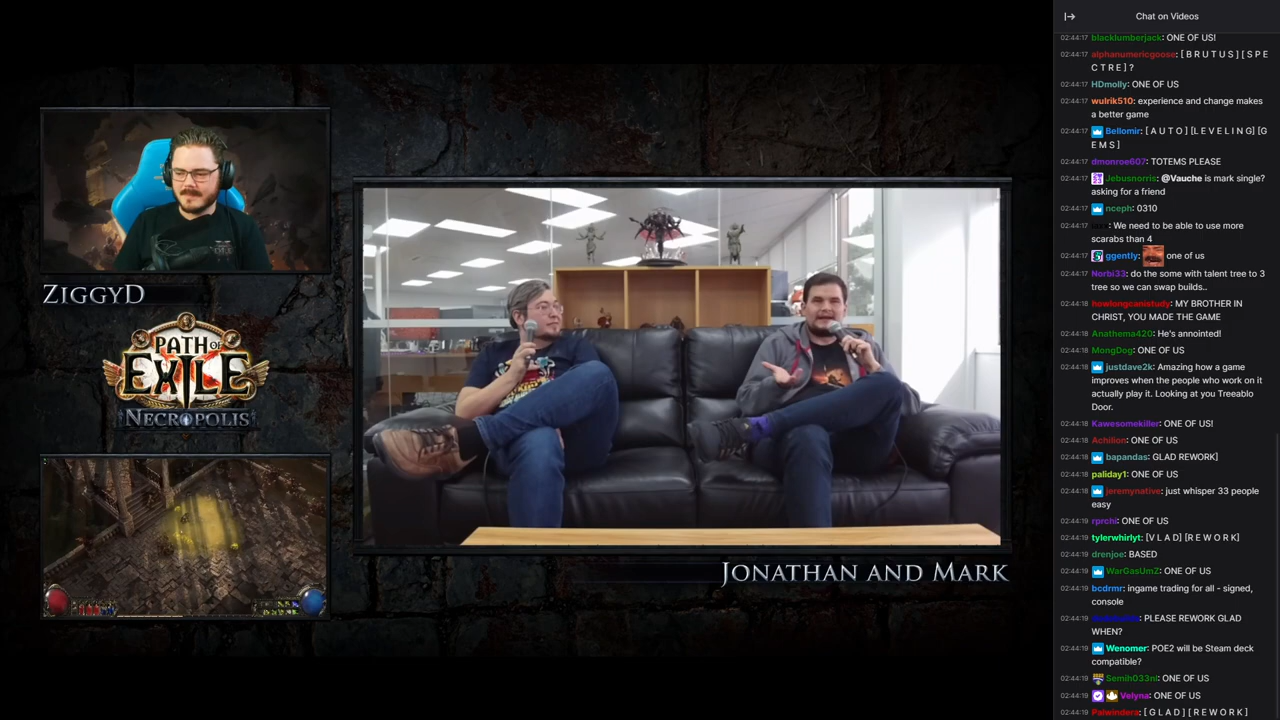 ZIGGYD
PATH OF
EXILE
NECROPOLIS
JONATHAN AND MARK
Chat on Videos
02:44:17 blacklumberjack: ONE OF US!
02:44:17 alphanumericgoose: [ B R U T U S ] [ S P E
C T R E ] ?
02:44:17 HDmolly: ONE OF US
02:44:17 wulrik510: experience and change makes
a better game
02:44:17 Bellomir: [ A U T O ] [L E V E L I N G] [G
E M S ]
02:44:17 dmonroe607: TOTEMS PLEASE
02:44:17 Jebusnorris: @Vauche is mark single?
asking for a friend
02:44:17 nceph: 0310
02:44:17 : We need to be able to use more
scarabs than 4
02:44:17 ggently: one of us
02:44:17 Norbi33: do the some with talent tree to 3
tree so we can swap builds..
02:44:18 howlongcanistudy: MY BROTHER IN
CHRIST, YOU MADE THE GAME
02:44:18 Anathema420: He's annointed!
02:44:18 MongDog: ONE OF US
02:44:18 justdave2k: Amazing how a game
improves when the people who work on it
actually play it. Looking at you Treeablo
Door.
02:44:18 Kawesomekiller: ONE OF US!
02:44:18 Achilion: ONE OF US
02:44:18 bapandas: GLAD REWORK]
02:44:18 paliday1: ONE OF US
02:44:18 jeremynative: just whisper 33 people
easy
02:44:19 rprchi: ONE OF US
02:44:19 tylerwhirlyt: [V L A D] [R E W O R K]
02:44:19 drenjoe: BASED
02:44:19 WarGasUmZ: ONE OF US
02:44:19 bcdrmr: ingame trading for all - signed,
console
02:44:19 : PLEASE REWORK GLAD
WHEN?
02:44:19 Wenomer: POE2 will be Steam deck
compatible?
02:44:19 Semih033nl: ONE OF US
02:44:19 Velyna: ONE OF US
02:44:19 Palwindera: [ G L A D ] [ R E W O R K ]